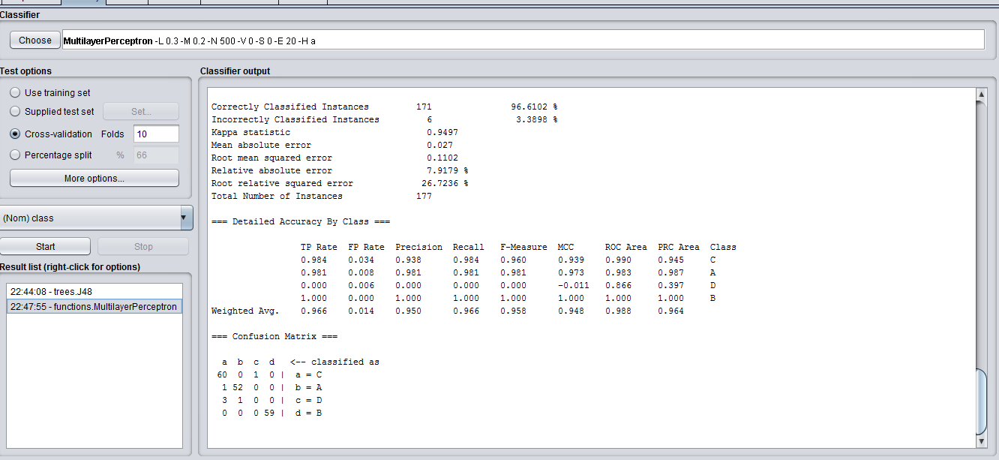 Classifier
Choose MultilayerPerceptron -L 0.3 -M 0.2 -N 500 -V 0 -S 0 -E 20 -H a
Test options
Use training set
Supplied test set Set...
Cross-validation Folds 10
Percentage split % 66
More options...
(Nom) class
Start Stop
Result list (right-click for options)
22:44:08 - trees.J48
22:47:55 - functions.MultilayerPerceptron
Classifier output
Correctly Classified Instances 171 96.6102 %
Incorrectly Classified Instances 6 3.3898 %
Kappa statistic 0.9497
Mean absolute error 0.027
Root mean squared error 0.1102
Relative absolute error 7.9179 %
Root relative squared error 26.7236 %
Total Number of Instances 177
=== Detailed Accuracy By Class ===
TP Rate FP Rate Precision Recall F-Measure MCC ROC Area PRC Area Class
0.984 0.034 0.938 0.984 0.960 0.939 0.990 0.945 C
0.981 0.008 0.981 0.981 0.981 0.973 0.983 0.987 A
0.000 0.006 0.000 0.000 0.000 -0.011 0.866 0.397 D
1.000 0.000 1.000 1.000 1.000 1.000 1.000 1.000 B
Weighted Avg. 0.966 0.014 0.950 0.966 0.958 0.948 0.988 0.964
=== Confusion Matrix ===
a b c d <-- classified as
60 0 1 0 | a = C
1 52 0 0 | b = A
3 1 0 0 | c = D
0 0 0 59 | d = B